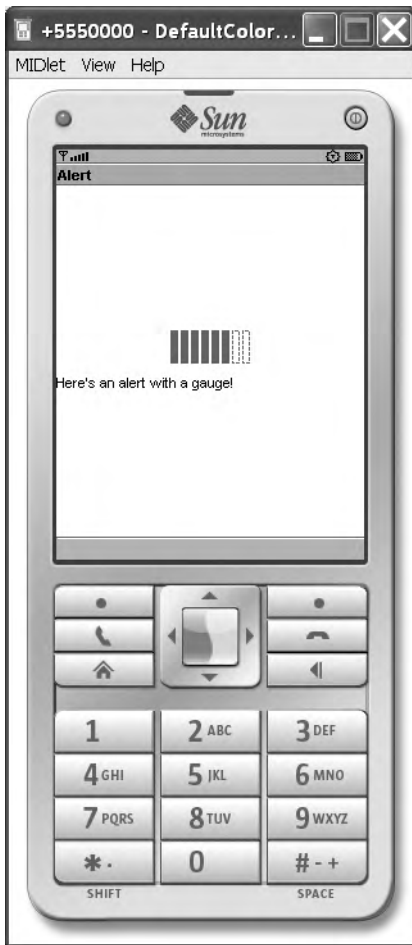 +5550000 - DefaultColor...
MIDlet View Help
Sun
microsystems
Alert
Here's an alert with a gauge!
1 2 ABC 3 DEF
4 GHI 5 JKL 6 MNO
7 PQRS 8 TUV 9 WXYZ
* . 0 # - +
SHIFT SPACE